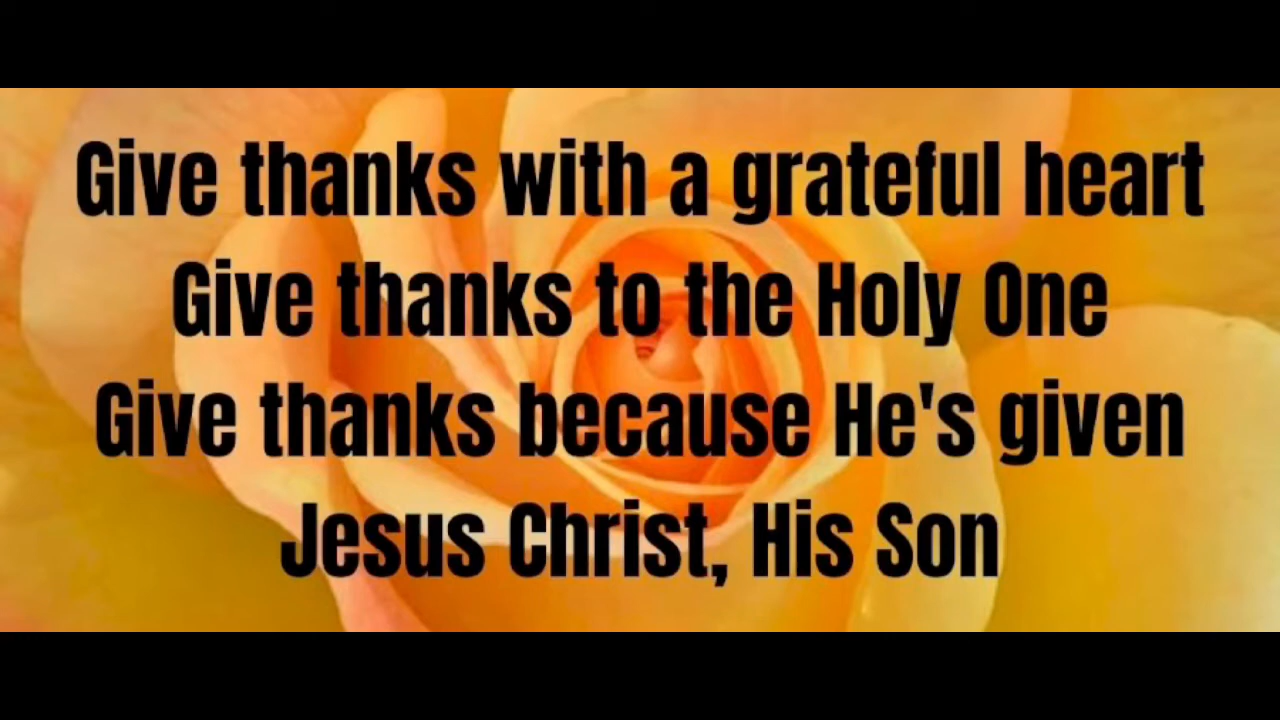 Give thanks with a grateful heart
Give thanks to the Holy One
Give thanks because He's given
Jesus Christ, His Son